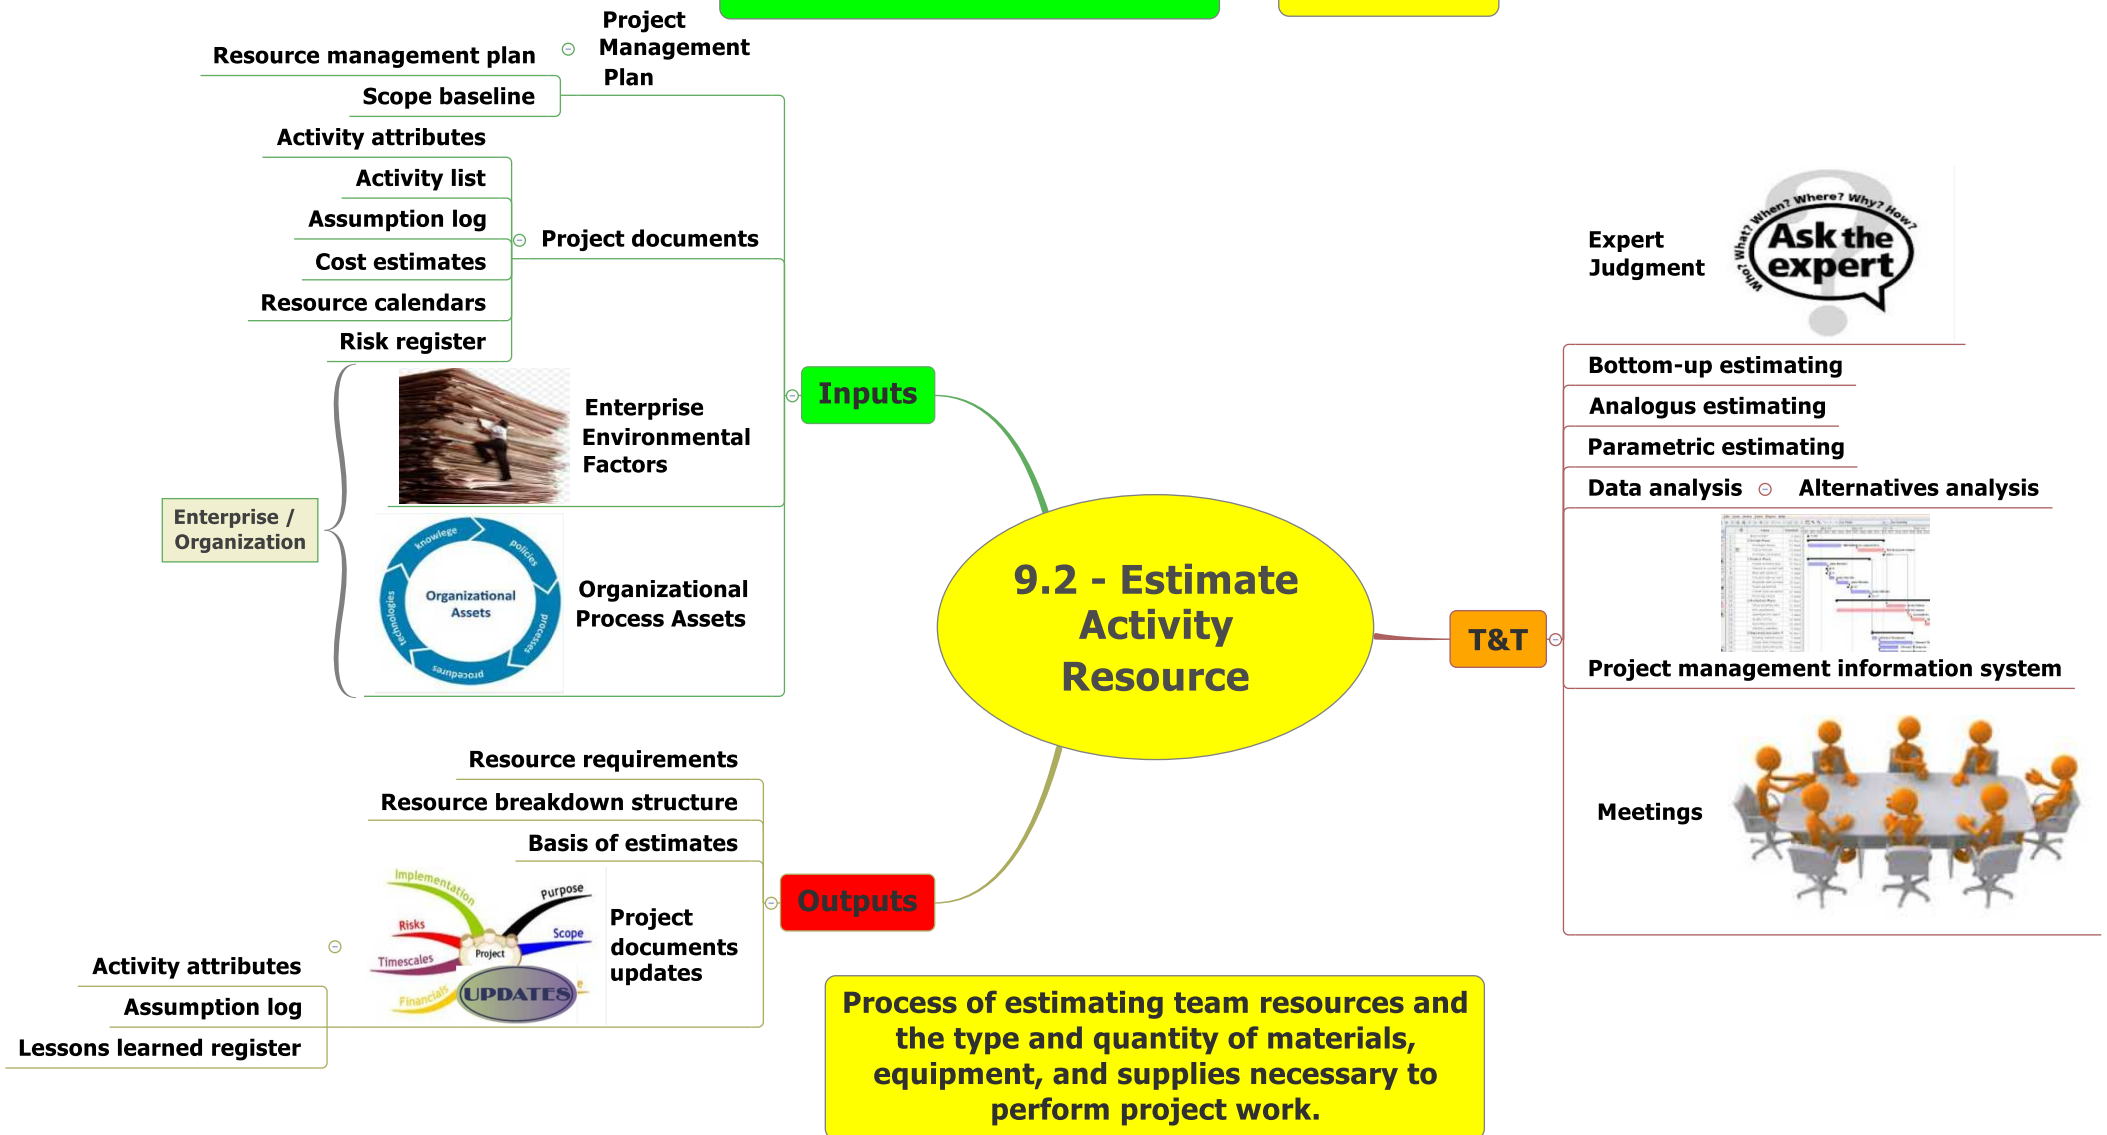 Project
Management
Plan
Resource management plan
Scope baseline
Activity attributes
Activity list
Assumption log
Cost estimates
Resource calendars
Risk register
Project documents
Enterprise
Environmental
Factors
Enterprise /
Organization
knowlege
policies
processes
procedures
technologies
Organizational
Assets
Organizational
Process Assets
Inputs
9.2 - Estimate
Activity
Resource
T&T
Expert
Judgment
Who? What? When? Where? Why? How?
Ask the
expert
Bottom-up estimating
Analogus estimating
Parametric estimating
Data analysis
Alternatives analysis
Project management information system
Meetings
Outputs
Resource requirements
Resource breakdown structure
Basis of estimates
Project
documents
updates
Implementation
Purpose
Risks
Scope
Timescales
Project
Financials
UPDATES
Activity attributes
Assumption log
Lessons learned register
Process of estimating team resources and
the type and quantity of materials,
equipment, and supplies necessary to
perform project work.